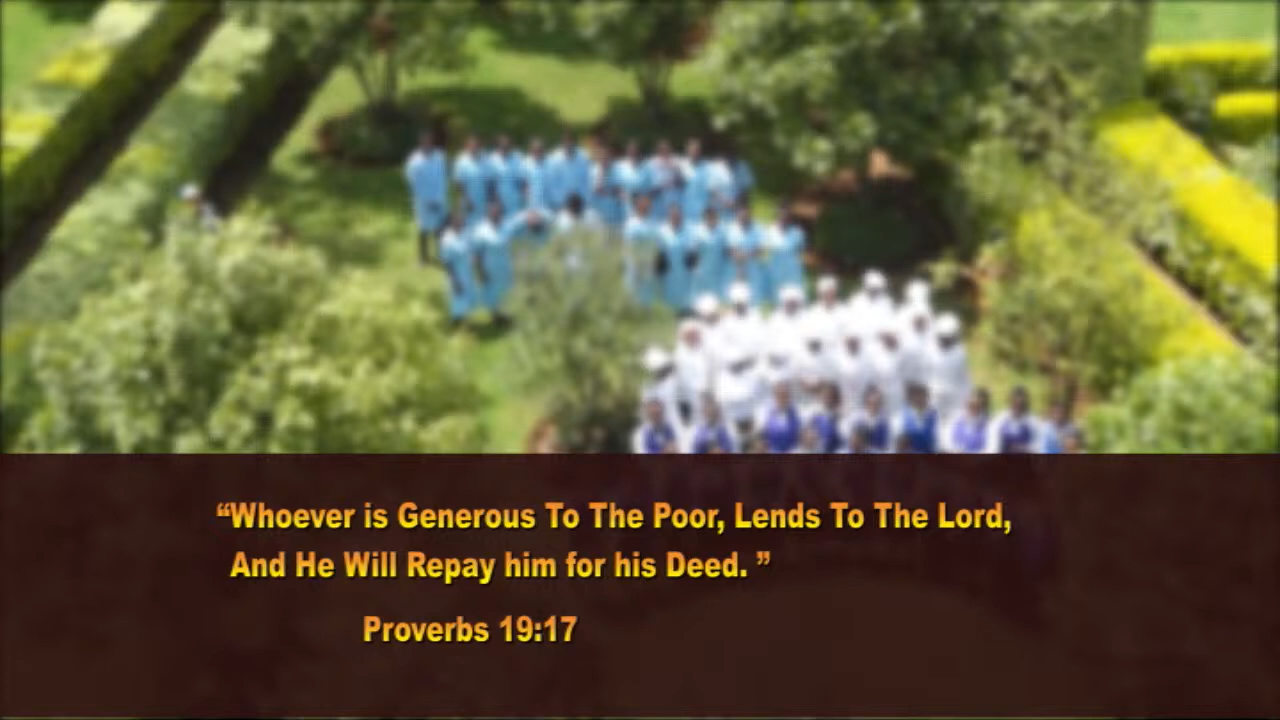 “Whoever is Generous To The Poor, Lends To The Lord,
And He Will Repay him for his Deed. ”
Proverbs 19:17